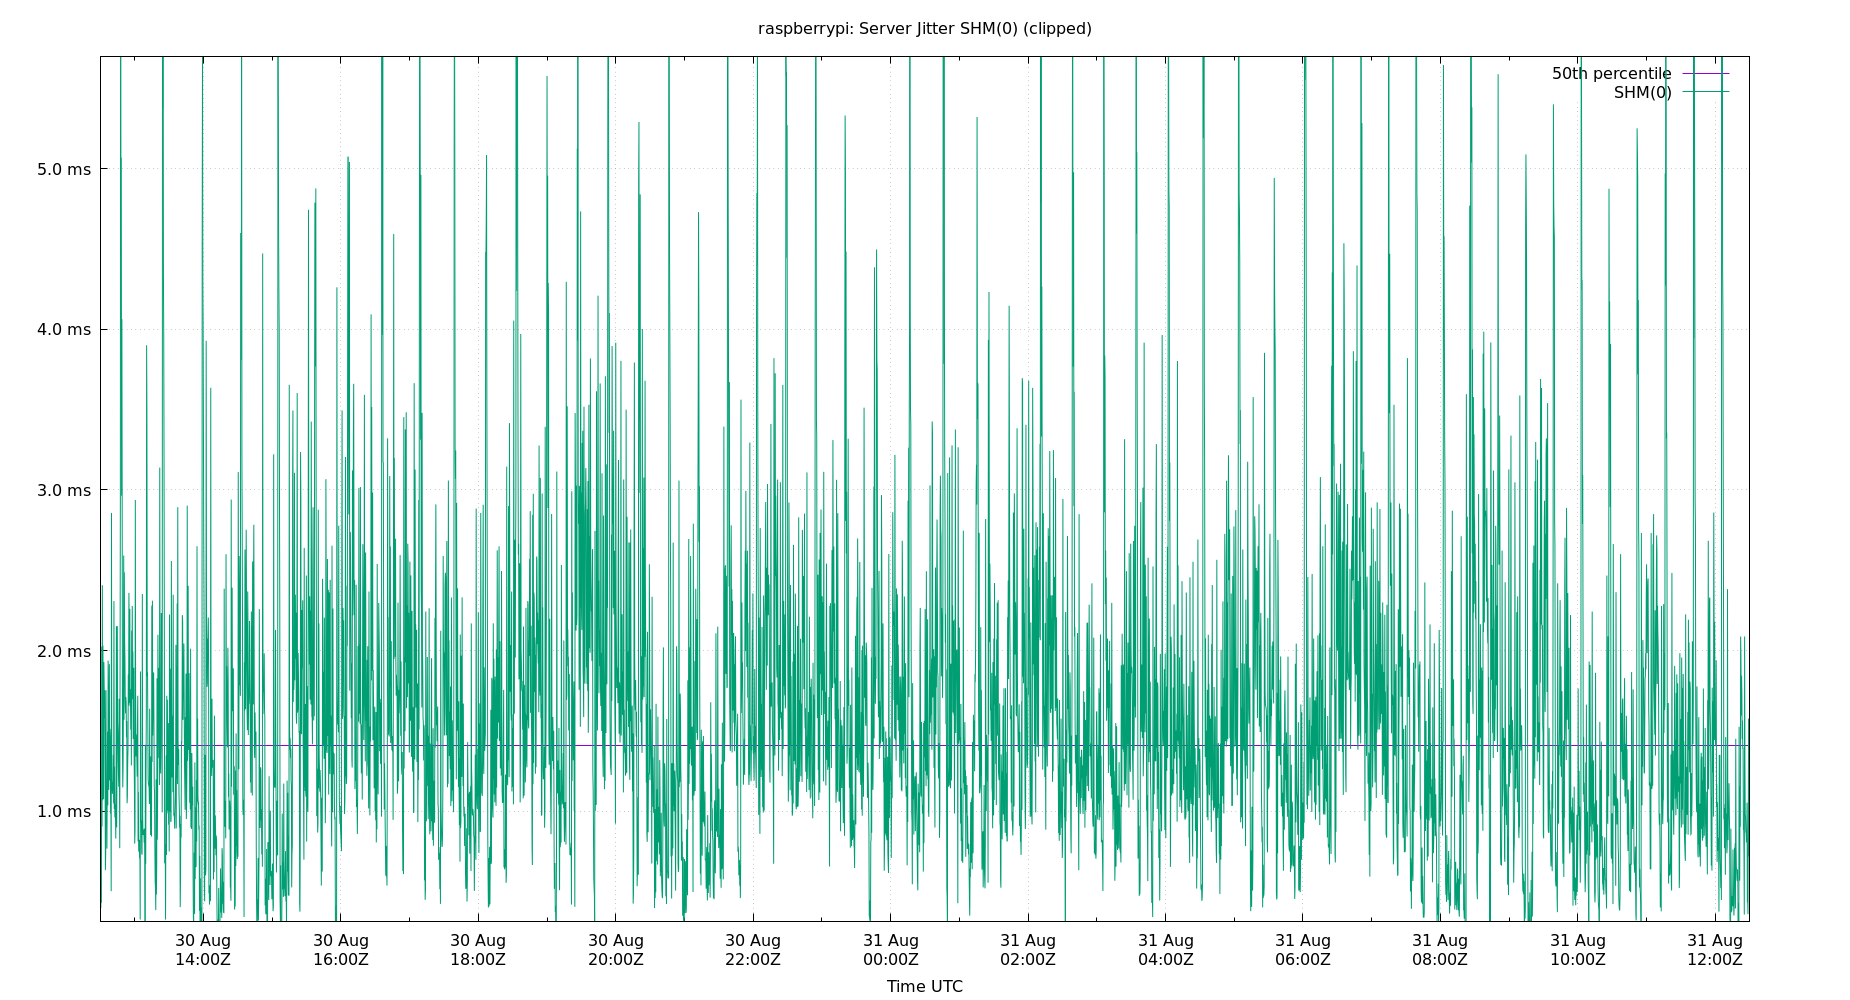 raspberrypi: Server Jitter SHM(0) (clipped)
50th percentile
SHM(0)
5.0 ms
4.0 ms
3.0 ms
2.0 ms
1.0 ms
30 Aug 30 Aug 30 Aug 30 Aug 30 Aug 31 Aug 31 Aug 31 Aug 31 Aug 31 Aug 31 Aug 31 Aug
14:00Z 16:00Z 18:00Z 20:00Z 22:00Z 00:00Z 02:00Z 04:00Z 06:00Z 08:00Z 10:00Z 12:00Z
Time UTC